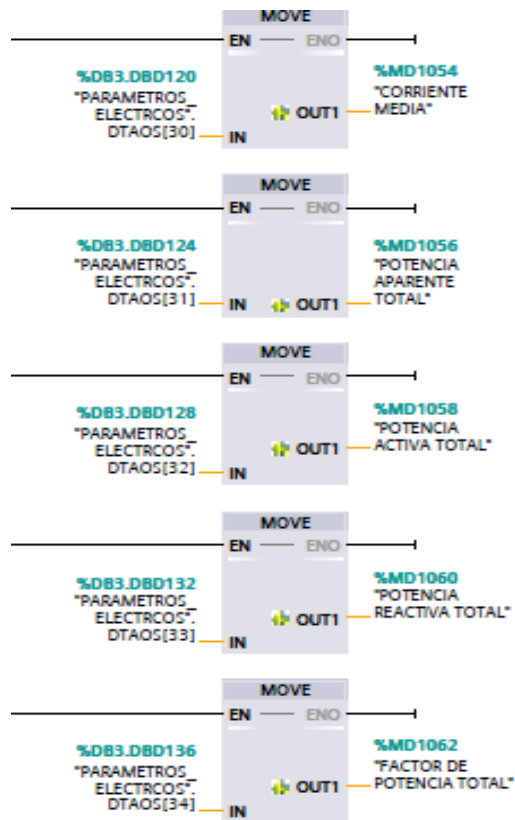 MOVE
EN ENO
%DB3.DBD120
%MD1054
"PARAMETROS_
"CORRIENTE
ELECTRCOS".
OUT1
MEDIA"
DTAOS[30]
IN
MOVE
EN ENO
%DB3.DBD124
%MD1056
"PARAMETROS_
"POTENCIA
ELECTRCOS".
APARENTE
DTAOS[31]
IN OUT1
TOTAL"
MOVE
EN ENO
%DB3.DBD128
%MD1058
"PARAMETROS_
"POTENCIA
ELECTRCOS".
OUT1
ACTIVA TOTAL"
DTAOS[32]
IN
MOVE
EN ENO
%DB3.DBD132
%MD1060
"PARAMETROS_
"POTENCIA
ELECTRCOS".
OUT1
REACTIVA TOTAL"
DTAOS[33]
IN
MOVE
EN ENO
%DB3.DBD136
%MD1062
"PARAMETROS_
"FACTOR DE
ELECTRCOS".
OUT1
POTENCIA TOTAL"
DTAOS[34]
IN